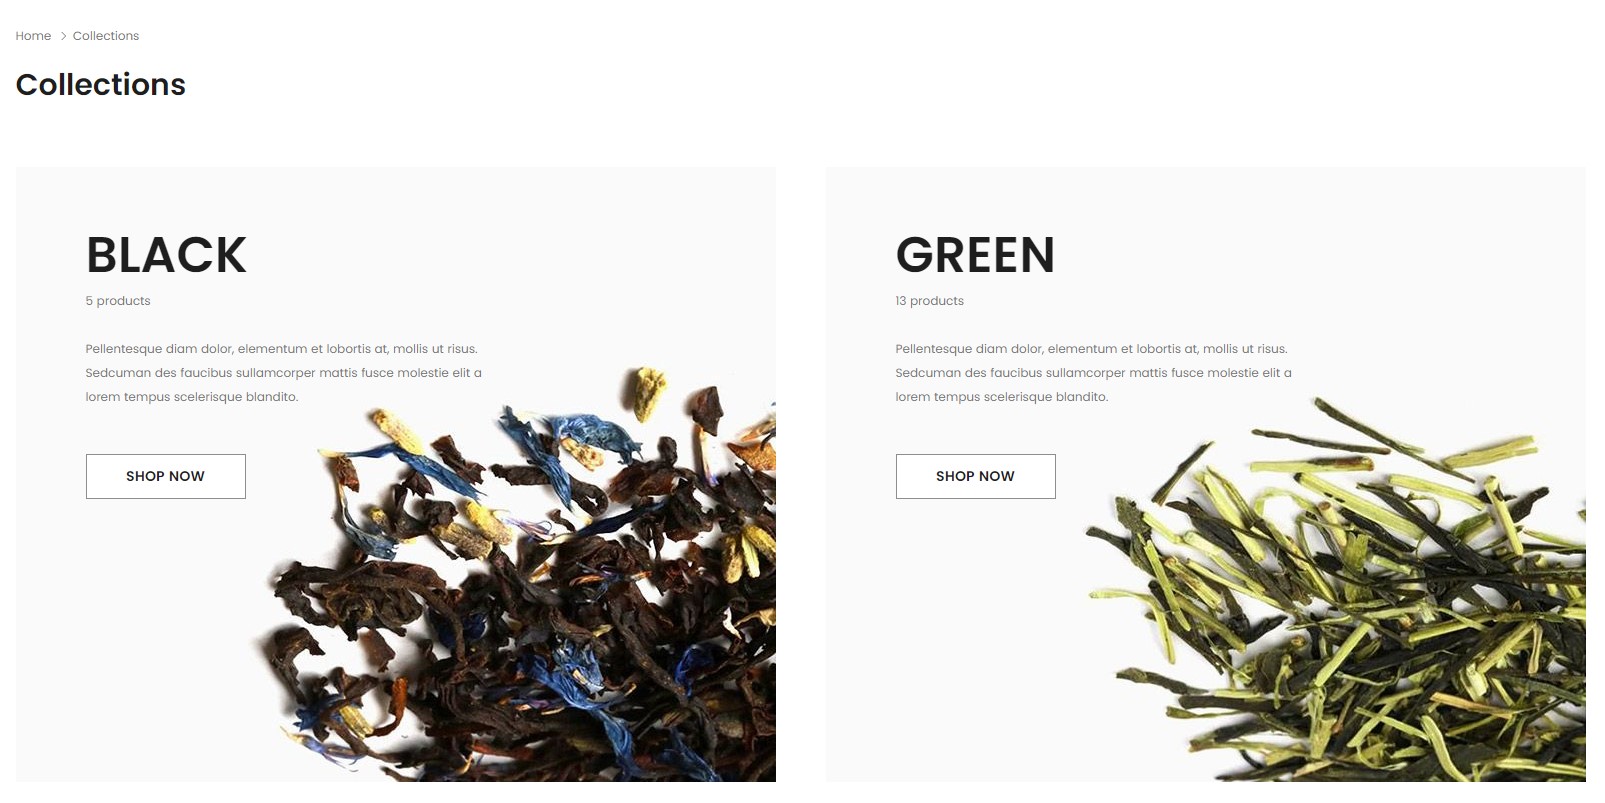 Home > Collections
Collections
BLACK
5 products
Pellentesque diam dolor, elementum et lobortis at, mollis ut risus.
Sedcuman des faucibus sullamcorper mattis fusce molestie elit a
lorem tempus scelerisque blandito.
SHOP NOW
GREEN
13 products
Pellentesque diam dolor, elementum et lobortis at, mollis ut risus.
Sedcuman des faucibus sullamcorper mattis fusce molestie elit a
lorem tempus scelerisque blandito.
SHOP NOW